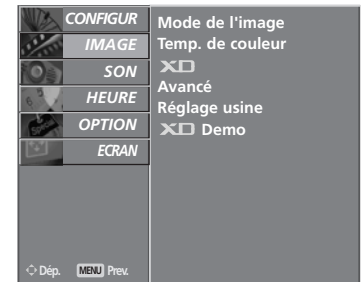 CONFIGUR
IMAGE
SON
HEURE
OPTION
ECRAN
Dép. MENU Prev.
Mode de l'image
Temp. de couleur
XD
Avancé
Réglage usine
XD Demo